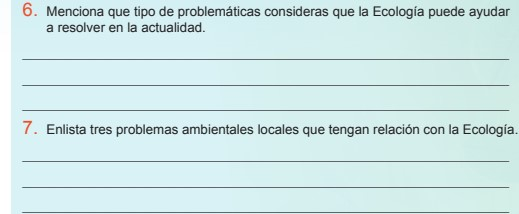 6. Menciona que tipo de problemáticas consideras que la Ecología puede ayudar
a resolver en la actualidad.
7. Enlista tres problemas ambientales locales que tengan relación con la Ecología.